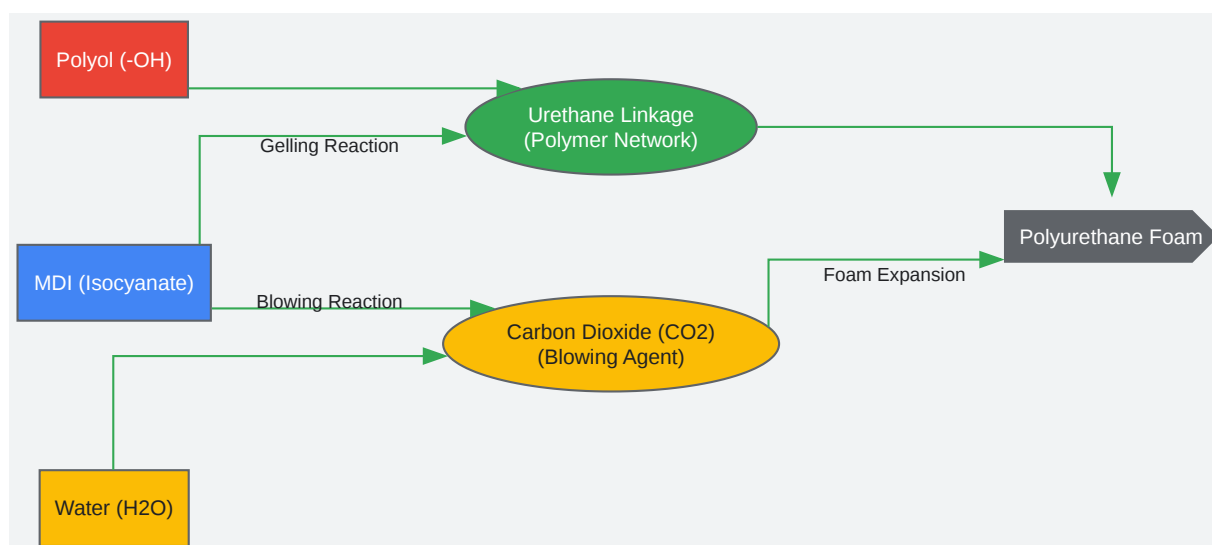 Polyol (-OH)
Urethane Linkage
(Polymer Network)
Gelling Reaction
Polyurethane Foam
MDI (Isocyanate)
Foam Expansion
Blowing Reaction
Carbon Dioxide (CO2)
(Blowing Agent)
Water (H2O)